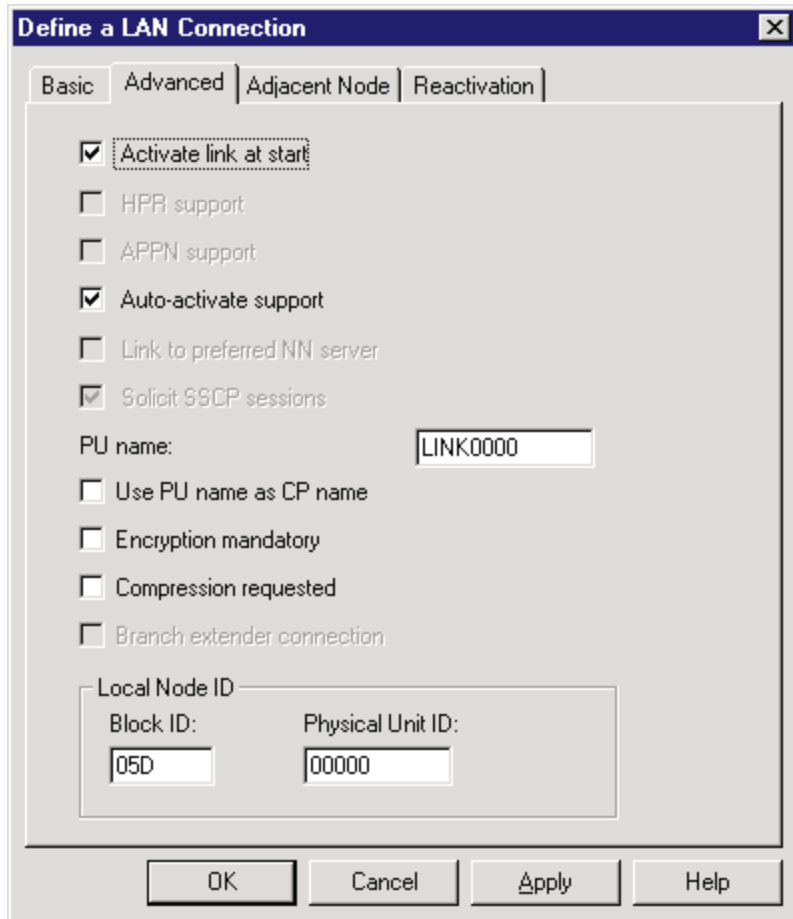 Define a LAN Connection
Basic Advanced Adjacent Node Reactivation
Activate link at start
HPR support
APPN support
Auto-activate support
Link to preferred NN server
Solicit SSCP sessions
PU name: LINK0000
Use PU name as CP name
Encryption mandatory
Compression requested
Branch extender connection
Local Node ID
Block ID: Physical Unit ID:
05D 00000
OK Cancel Apply Help